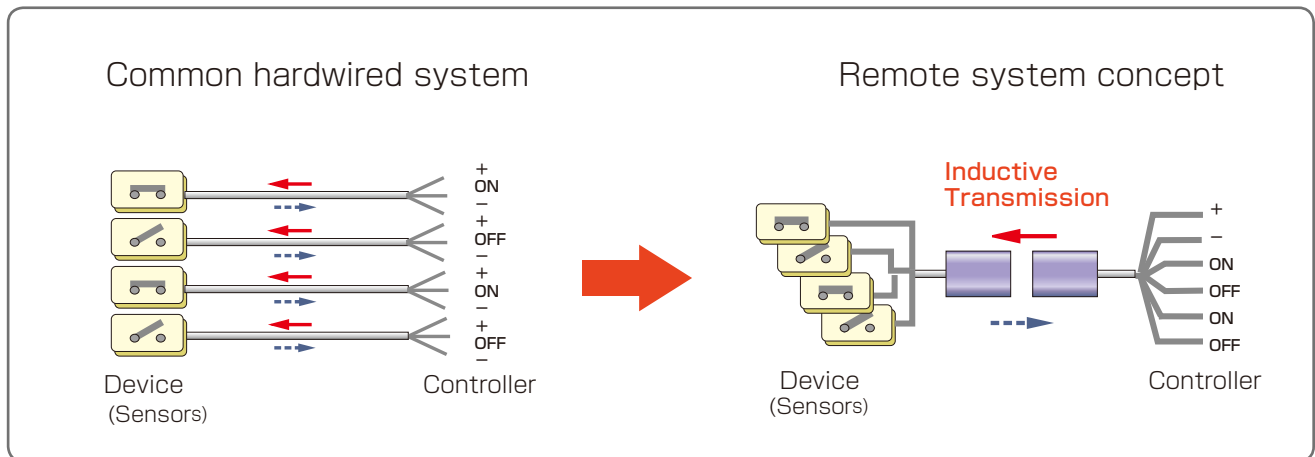 Common hardwired system
+
ON
−
+
OFF
−
+
ON
−
+
OFF
−
Device
(Sensors)
Controller
Remote system concept
Inductive
Transmission
+
−
ON
OFF
ON
OFF
Device
(Sensors)
Controller